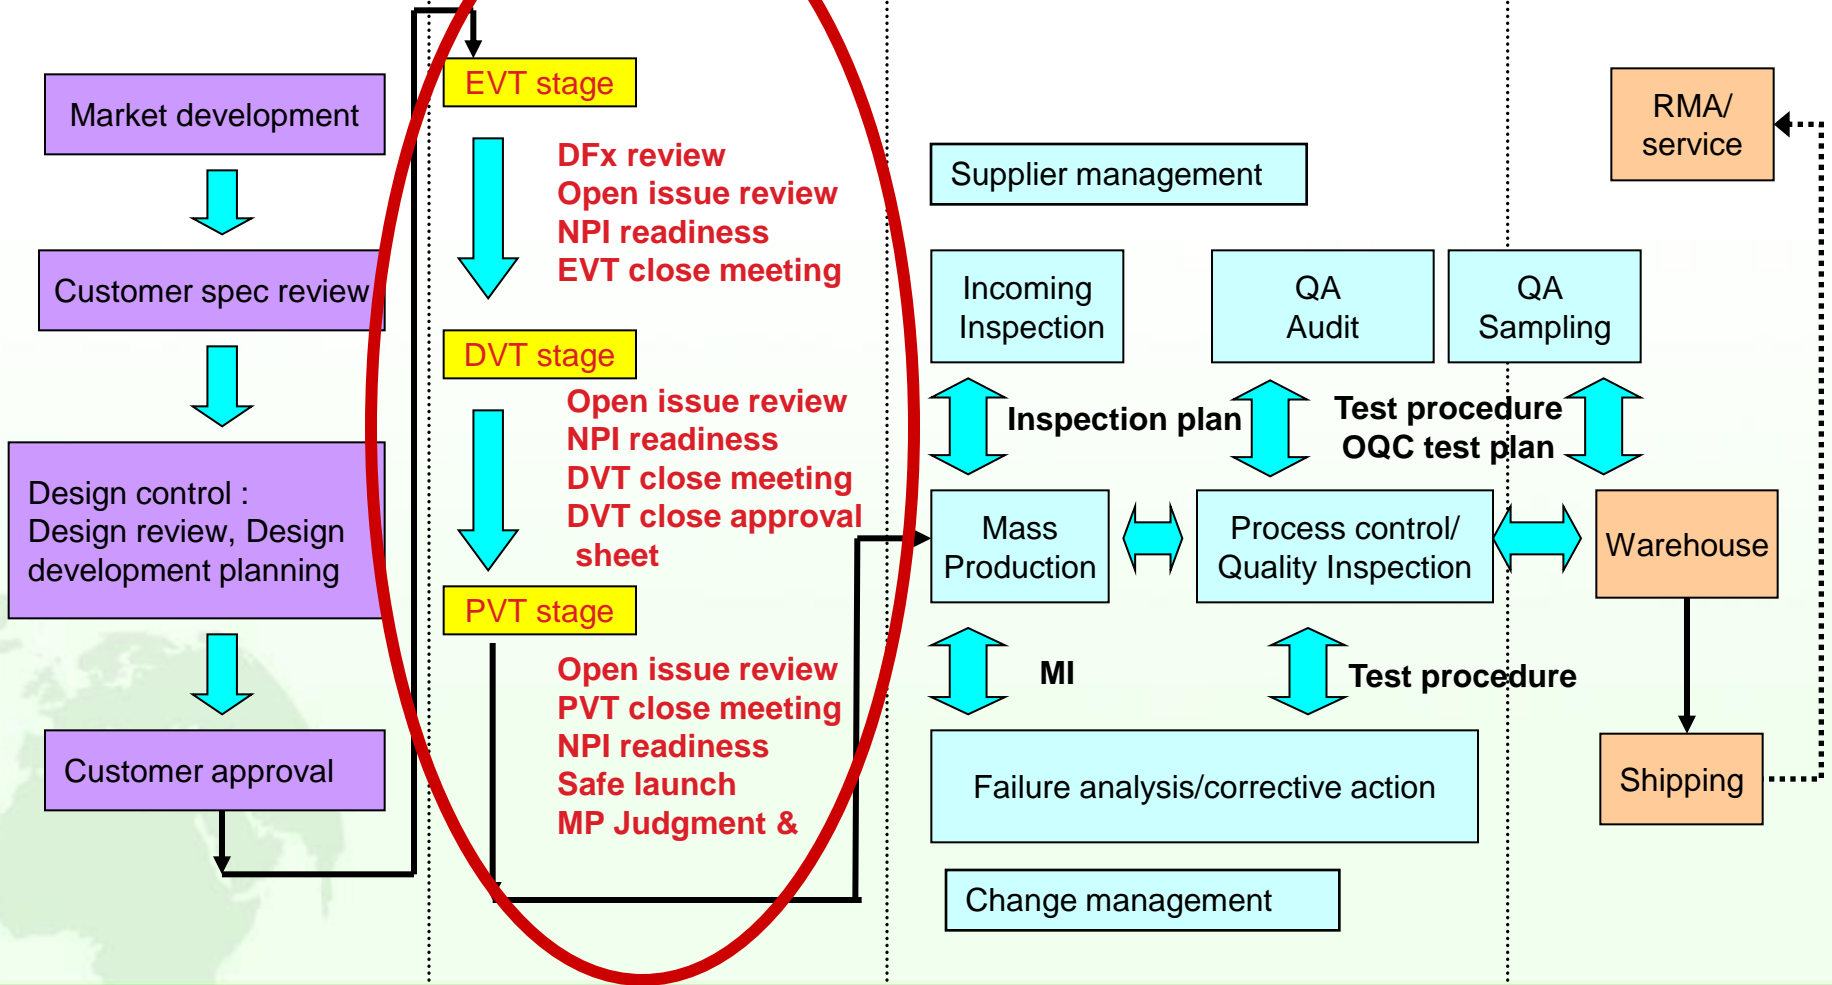 Market development
Customer spec review
Design control :
Design review, Design
development planning
Customer approval
EVT stage
DFx review
Open issue review
NPI readiness
EVT close meeting
DVT stage
Open issue review
NPI readiness
DVT close meeting
DVT close approval
sheet
PVT stage
Open issue review
PVT close meeting
NPI readiness
Safe launch
MP Judgment &
Supplier management
Incoming
Inspection
QA
Audit
QA
Sampling
Inspection plan
Test procedure
OQC test plan
Mass
Production
Process control/
Quality Inspection
MI
Test procedure
Failure analysis/corrective action
Change management
RMA/
service
Warehouse
Shipping